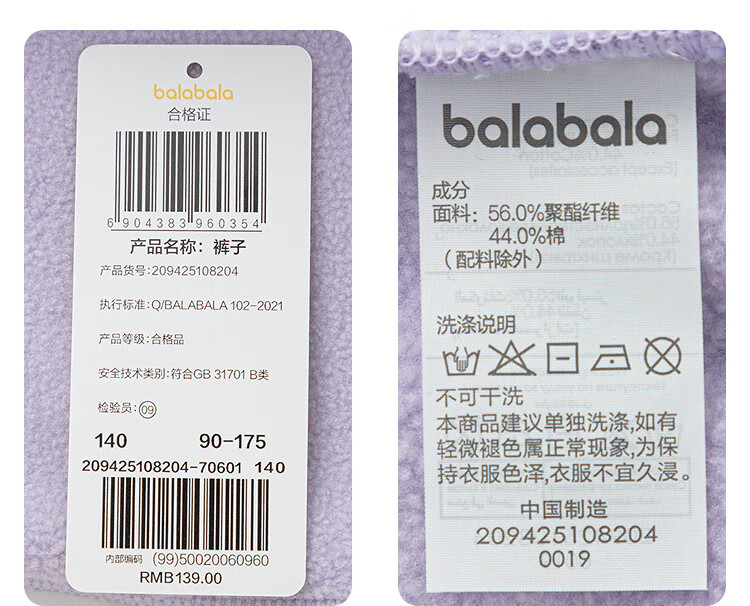 balabala
合格证
6 904383 960354
产品名称：裤子
产品货号：209425108204
执行标准：Q/BALABALA 102-2021
产品等级：合格品
安全技术类别：符合GB 31701 B类
检验员：09
140 90-175
209425108204-70601 140
内部编码 (99)50020060960
RMB139.00
balabala
成分
面料：56.0%聚酯纤维
44.0%棉
（配料除外）
洗涤说明
不可干洗
本商品建议单独洗涤,如有
轻微褪色属正常现象,为保
持衣服色泽,衣服不宜久浸。
中国制造
209425108204
0019